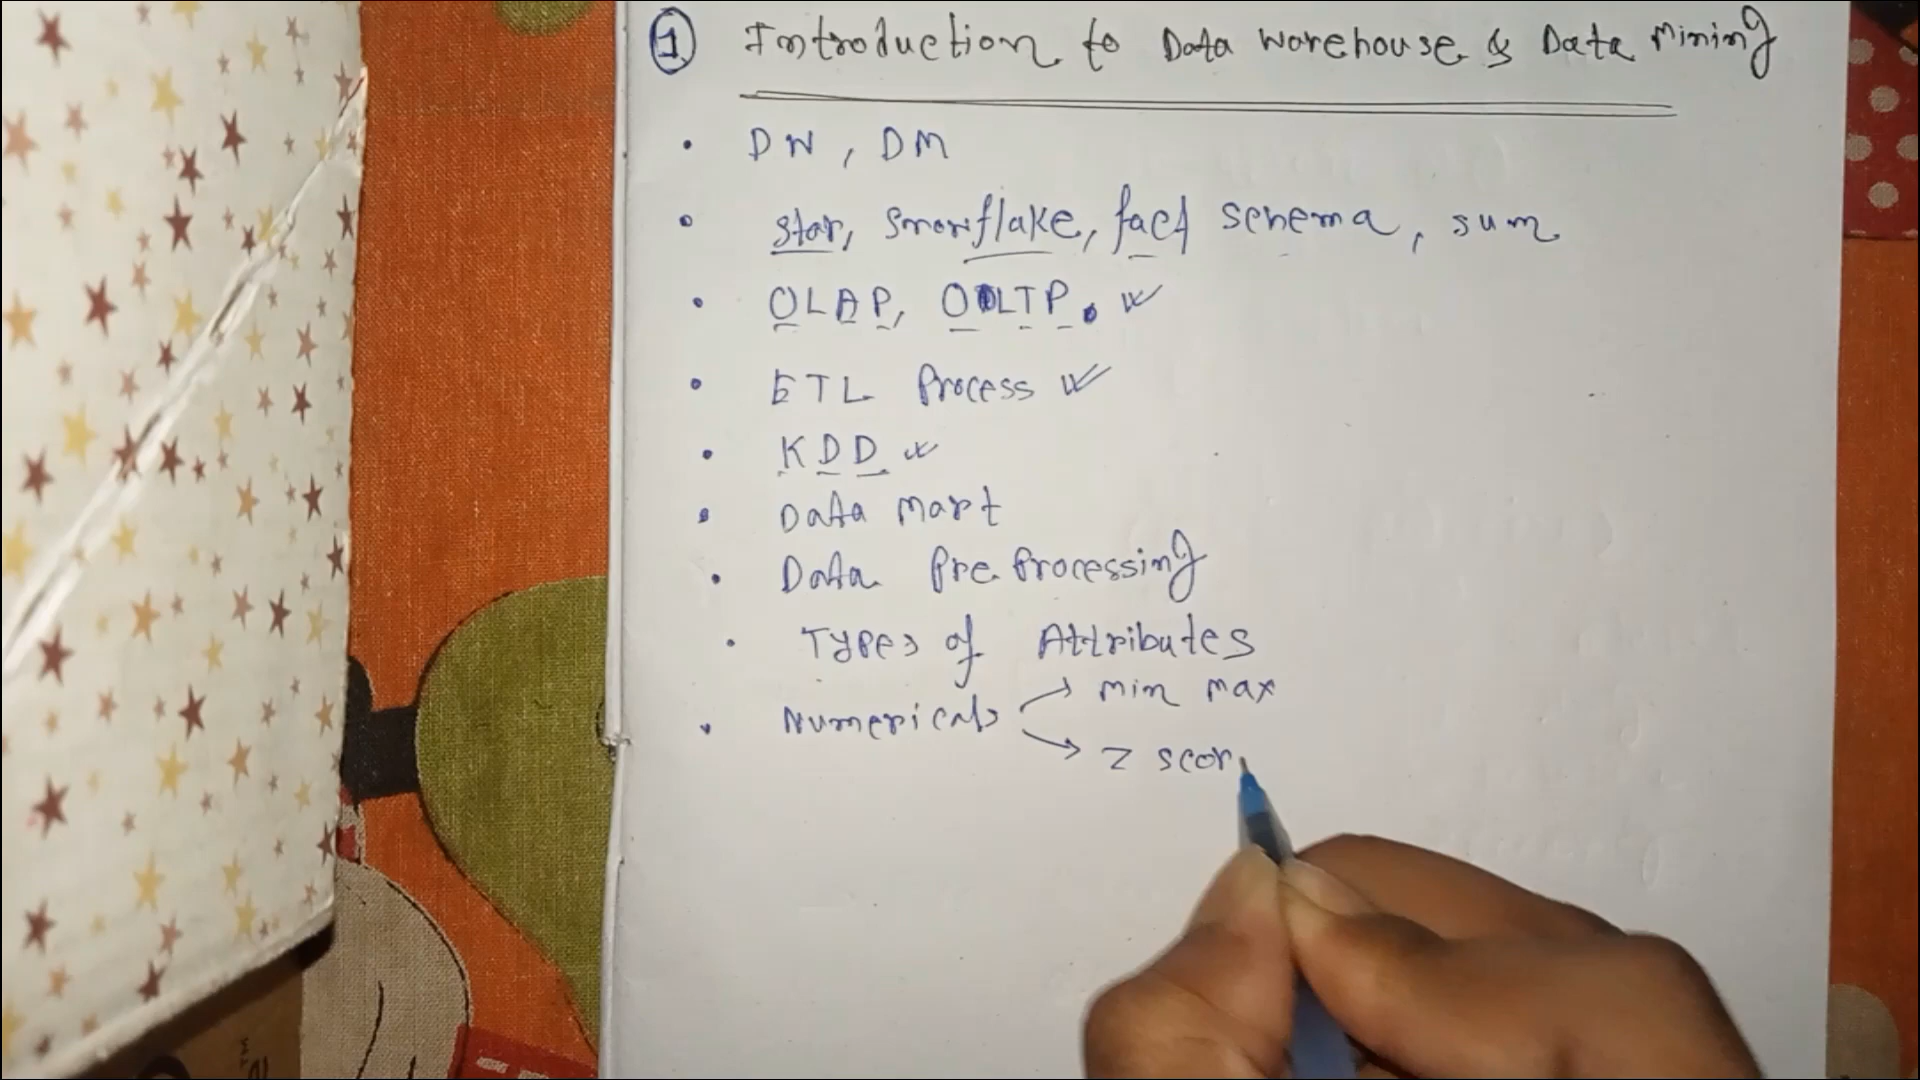 1 Introduction to Data Warehouse & Data Mining
• DW, DM
• Star, Snowflake, fact schema, sum
• OLAP, OLTP.
• ETL Process
• KDD
• Data Mart
• Data Pre Processing
• Types of Attributes
• Numericals → min max
→ Z scor